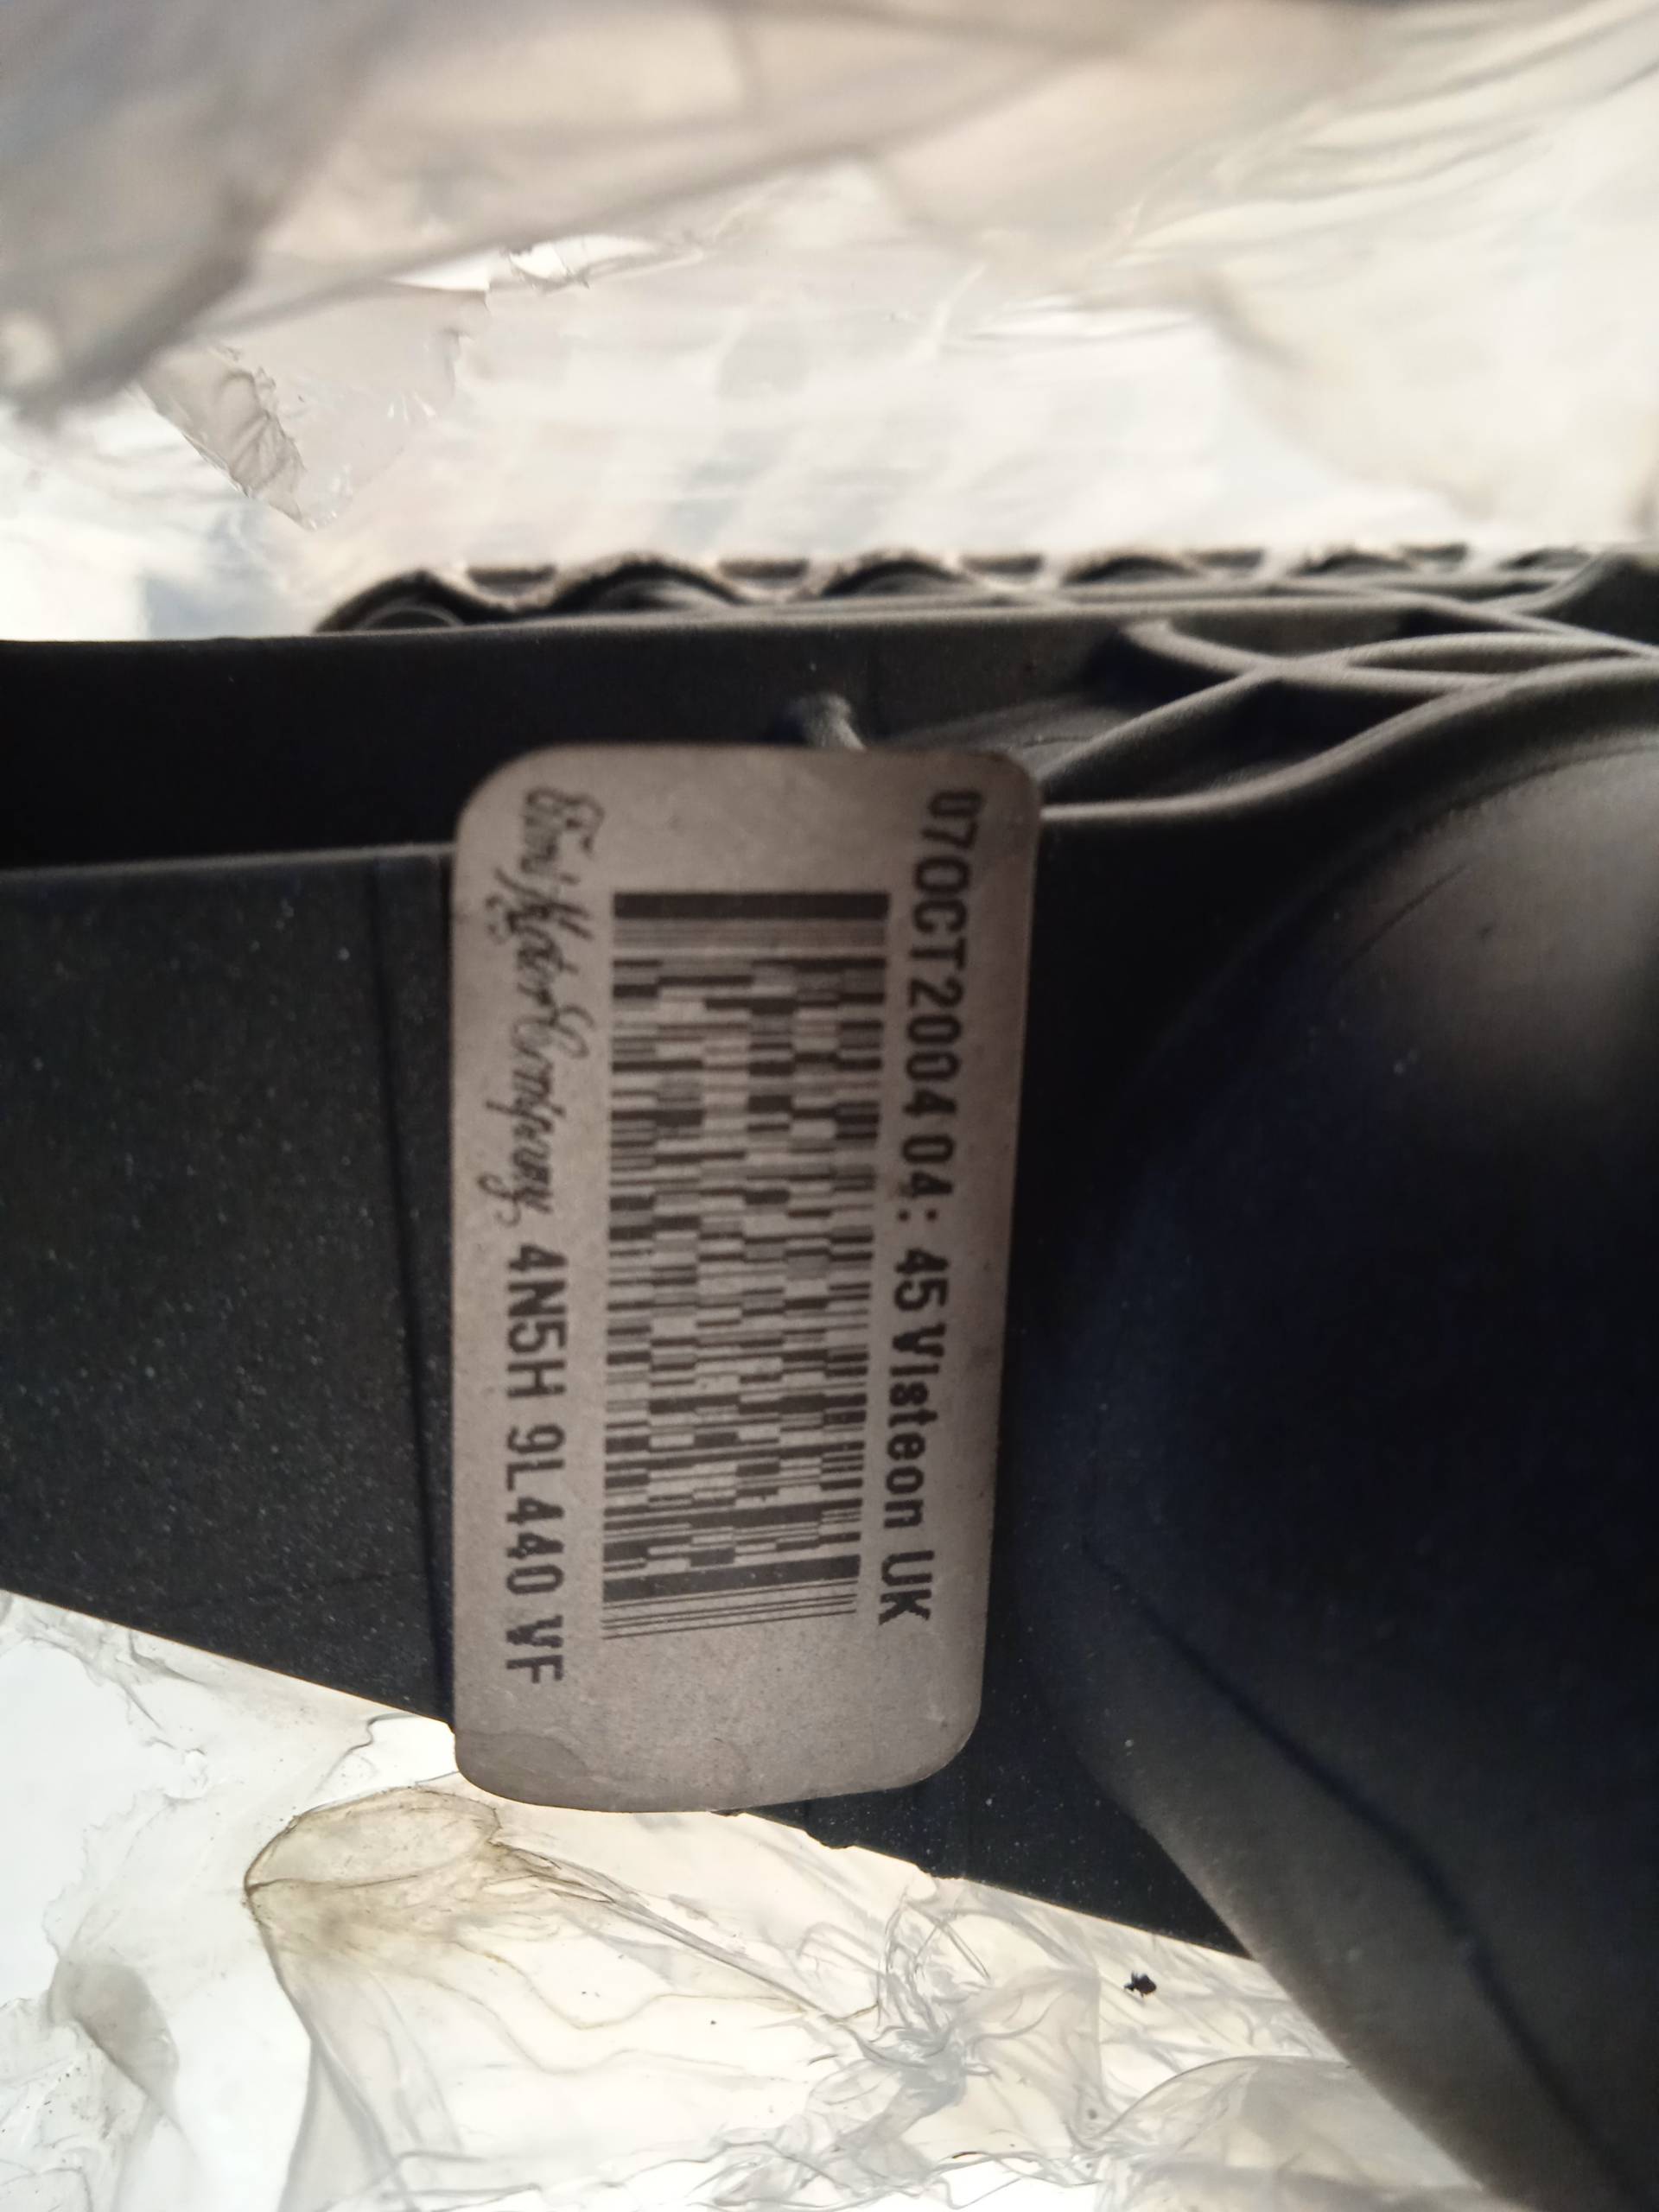 07OCT2004 04:45 Visteon UK
Ford Motor Company, 4N5H 9L440 VF